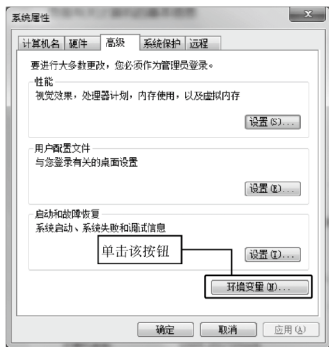 系统属性
计算机名 硬件 高级 系统保护 远程
要进行大多数更改，您必须作为管理员登录。
性能
视觉效果，处理器计划，内存使用，以及虚拟内存
设置(S)...
用户配置文件
与您登录有关的桌面设置
设置(E)...
启动和故障恢复
系统启动、系统失败和调试信息
单击该按钮
设置(T)...
环境变量(N)...
确定 取消 应用(A)